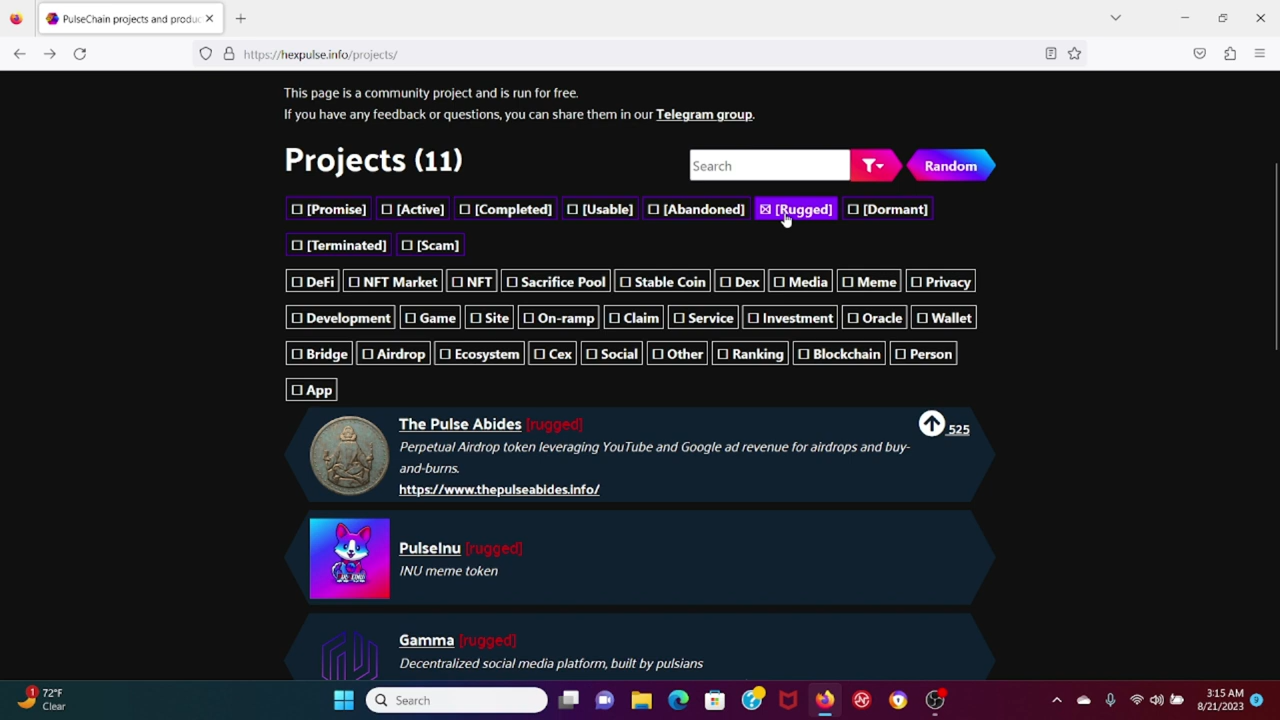 PulseChain projects and produc
https://hexpulse.info/projects/
This page is a community project and is run for free.
If you have any feedback or questions, you can share them in our Telegram group.
Projects (11)
Search
Random
[Promise] [Active] [Completed] [Usable] [Abandoned] [Rugged] [Dormant]
[Terminated] [Scam]
DeFi NFT Market NFT Sacrifice Pool Stable Coin Dex Media Meme Privacy
Development Game Site On-ramp Claim Service Investment Oracle Wallet
Bridge Airdrop Ecosystem Cex Social Other Ranking Blockchain Person
App
The Pulse Abides [rugged]
525
Perpetual Airdrop token leveraging YouTube and Google ad revenue for airdrops and buy-
and-burns.
https://www.thepulseabides.info/
PulseInu [rugged]
INU meme token
Gamma [rugged]
Decentralized social media platform, built by pulsians
1
72°F
Clear
Search
3:15 AM
8/21/2023
9